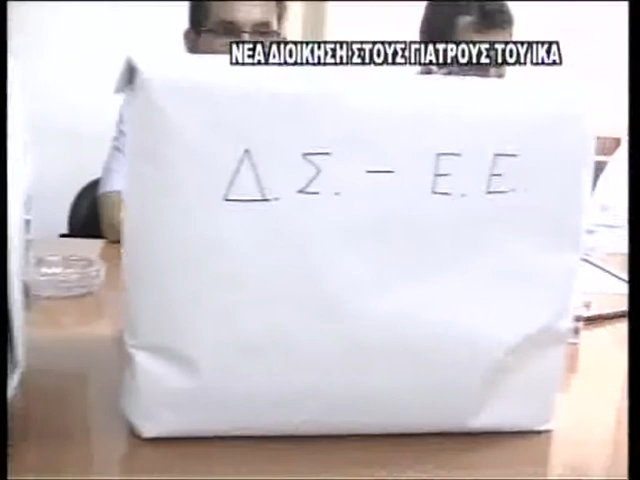 ΝΕΑ ΔΙΟΙΚΗΣΗ ΣΤΟΥΣ ΓΙΑΤΡΟΥΣ ΤΟΥ ΙΚΑ
Δ.Σ. - Ε.Ε.